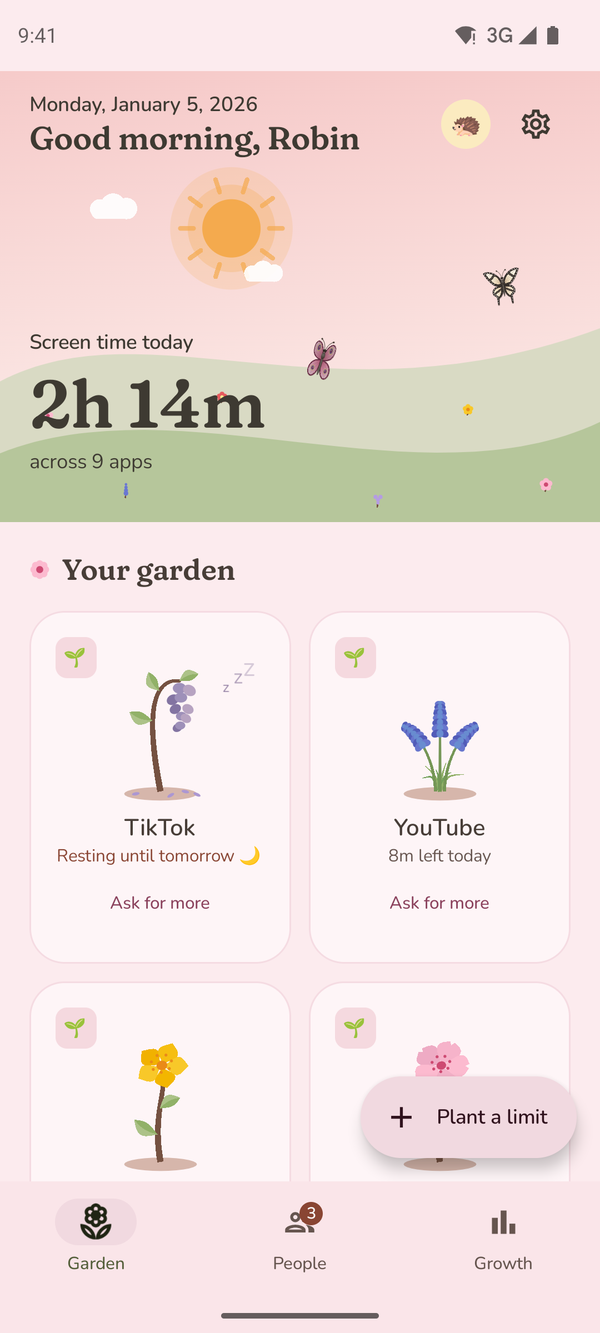 9:41
3G
Monday, January 5, 2026
Good morning, Robin
Screen time today
2h 14m
across 9 apps
Your garden
z z Z
TikTok
Resting until tomorrow 🌙
Ask for more
YouTube
8m left today
Ask for more
+ Plant a limit
Garden
3
People
Growth